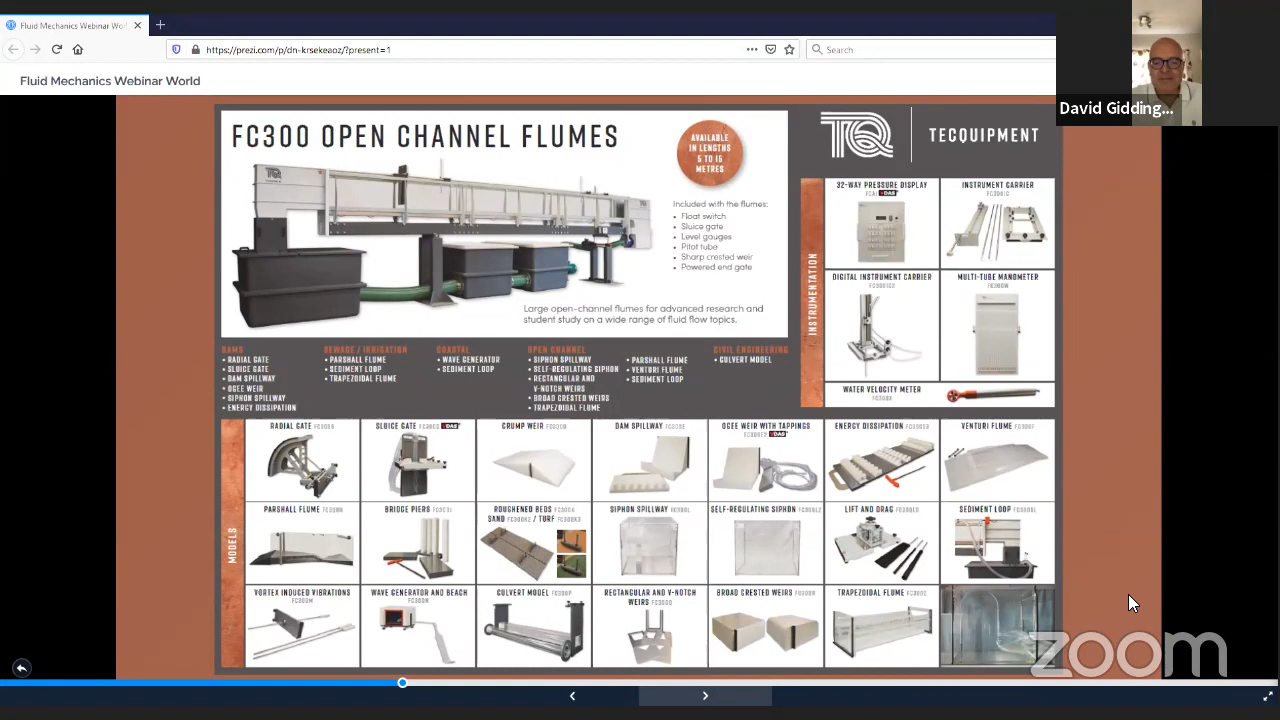 Fluid Mechanics Webinar Wor
https://prezi.com/p/dn-krsekeaoz/?present=1
Search
Fluid Mechanics Webinar World
David Gidding...
FC300 OPEN CHANNEL FLUMES
AVAILABLE
IN LENGTHS
5 TO 15
METRES
Included with the flumes:
• Float switch
• Sluice gate
• Level gauges
• Pitot tube
• Sharp crested weir
• Powered end gate
Large open-channel flumes for advanced research and
student study on a wide range of fluid flow topics.
TQ
TECQUIPMENT
INSTRUMENTATION
32-WAY PRESSURE DISPLAY
VDAS
INSTRUMENT CARRIER
DIGITAL INSTRUMENT CARRIER
MULTI-TUBE MANOMETER
WATER VELOCITY METER
DAMS
• RADIAL GATE
• SLUICE GATE
• DAM SPILLWAY
• OGEE WEIR
• SIPHON SPILLWAY
• ENERGY DISSIPATION
SEWAGE / IRRIGATION
• PARSHALL FLUME
• SEDIMENT LOOP
• TRAPEZOIDAL FLUME
COASTAL
• WAVE GENERATOR
• SEDIMENT LOOP
OPEN CHANNEL
• SIPHON SPILLWAY
• SELF-REGULATING SIPHON
• RECTANGULAR AND
V-NOTCH WEIRS
• BROAD CRESTED WEIRS
• TRAPEZOIDAL FLUME
• PARSHALL FLUME
• VENTURI FLUME
• SEDIMENT LOOP
CIVIL ENGINEERING
• CULVERT MODEL
MODELS
RADIAL GATE
SLUICE GATE
VDAS
CRUMP WEIR
DAM SPILLWAY
OGEE WEIR WITH TAPPINGS
VDAS
ENERGY DISSIPATION
VENTURI FLUME
PARSHALL FLUME
BRIDGE PIERS
ROUGHENED BEDS
SAND / TURF
SIPHON SPILLWAY
SELF-REGULATING SIPHON
LIFT AND DRAG
SEDIMENT LOOP
VORTEX INDUCED VIBRATIONS
WAVE GENERATOR AND BEACH
CULVERT MODEL
RECTANGULAR AND V-NOTCH
WEIRS
BROAD CRESTED WEIRS
TRAPEZOIDAL FLUME
zoom